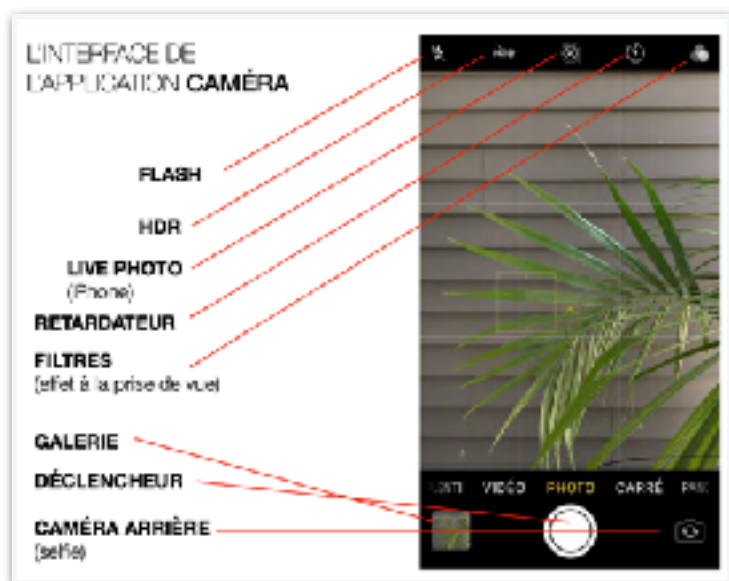 L'INTERFACE DE
L'APPLICATION CAMÉRA
FLASH
HDR
LIVE PHOTO
(iPhone)
RETARDATEUR
FILTRES
(effet à la prise de vue)
GALERIE
DÉCLENCHEUR
CAMÉRA ARRIÈRE
(selfie)
HDR
VIDÉO PHOTO CARRÉ